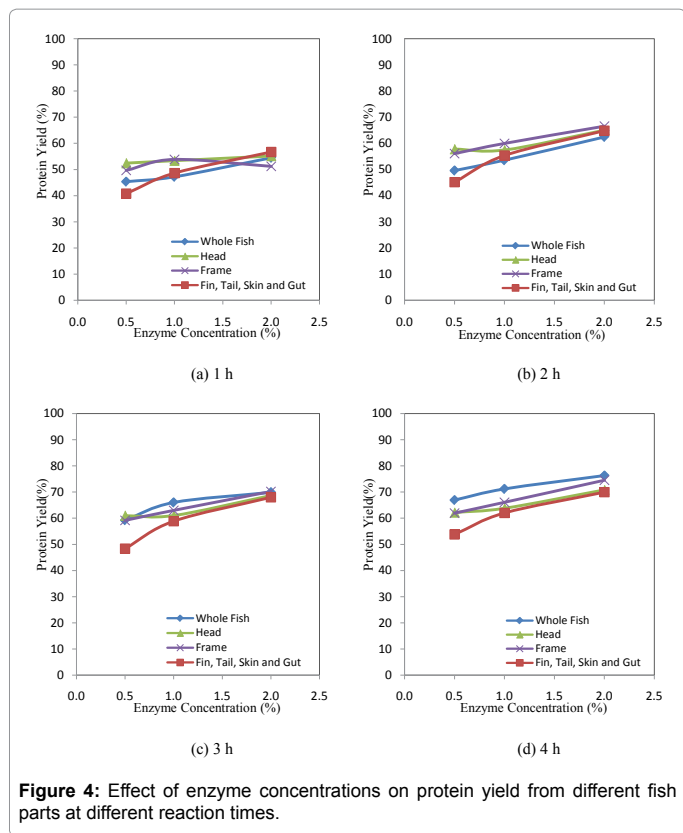 100
90
80
70
60
50
40
30
20
10
0
Protein Yield (%)
Whole Fish
Head
Frame
Fin, Tail, Skin and Gut
0.0 0.5 1.0 1.5 2.0 2.5
Enzyme Concentration (%)
(a) 1 h
100
90
80
70
60
50
40
30
20
10
0
Protein Yield(%)
Whole Fish
Head
Frame
Fin, Tail, Skin and Gut
0.0 0.5 1.0 1.5 2.0 2.5
Enzyme Concentration (%)
(b) 2 h
100
90
80
70
60
50
40
30
20
10
0
Protein Yield(%)
Whole Fish
Head
Frame
Fin, Tail, Skin and Gut
0.0 0.5 1.0 1.5 2.0 2.5
Enzyme Concentration (%)
(c) 3 h
100
90
80
70
60
50
40
30
20
10
0
Protein Yield (%)
Whole Fish
Head
Frame
Fin, Tail, Skin and Gut
0.0 0.5 1.0 1.5 2.0 2.5
Enzyme Concentration (%)
(d) 4 h
Figure 4: Effect of enzyme concentrations on protein yield from different fish
parts at different reaction times.